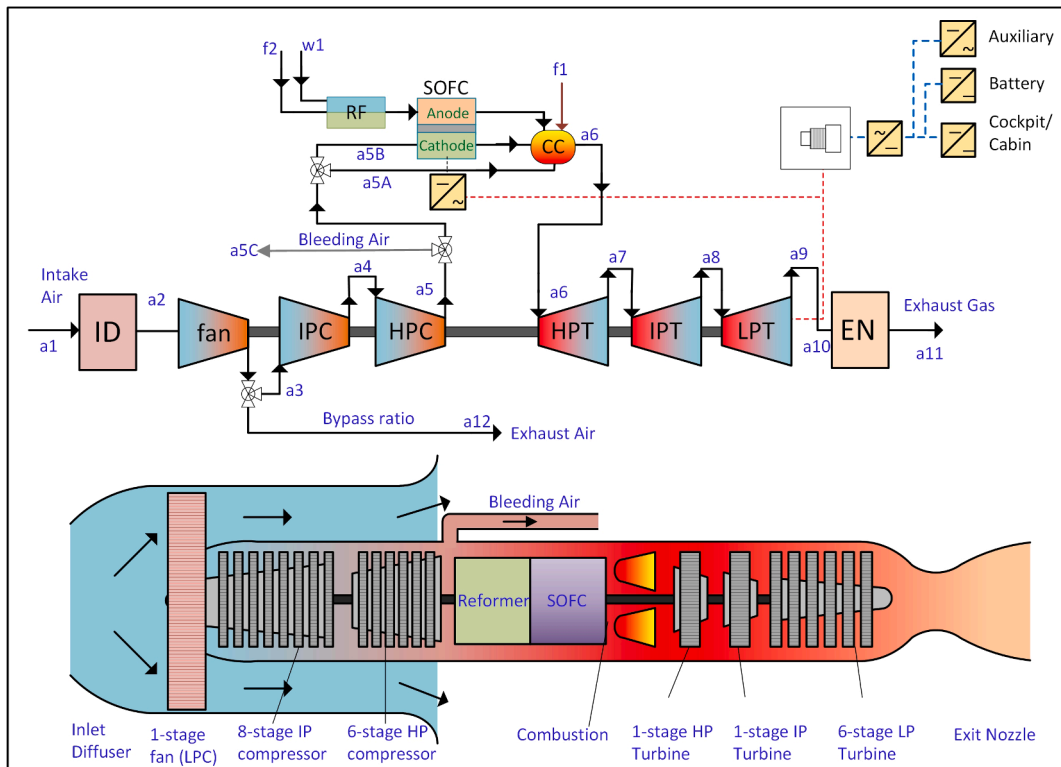 f2
w1
SOFC
f1
Auxiliary
RF
Anode
a6
Battery
Cathode
CC
Cockpit/
Cabin
a5B
a5A
Bleeding Air
a5C
a4
a5
a6
a7
a8
a9
Intake
Air
a1
a2
ID
fan
IPC
HPC
HPT
IPT
LPT
a10
EN
Exhaust Gas
a11
a3
Bypass ratio
a12
Exhaust Air
Bleeding Air
Reformer
SOFC
Inlet
Diffuser
1-stage
fan (LPC)
8-stage IP
compressor
6-stage HP
compressor
Combustion
1-stage HP
Turbine
1-stage IP
Turbine
6-stage LP
Turbine
Exit Nozzle